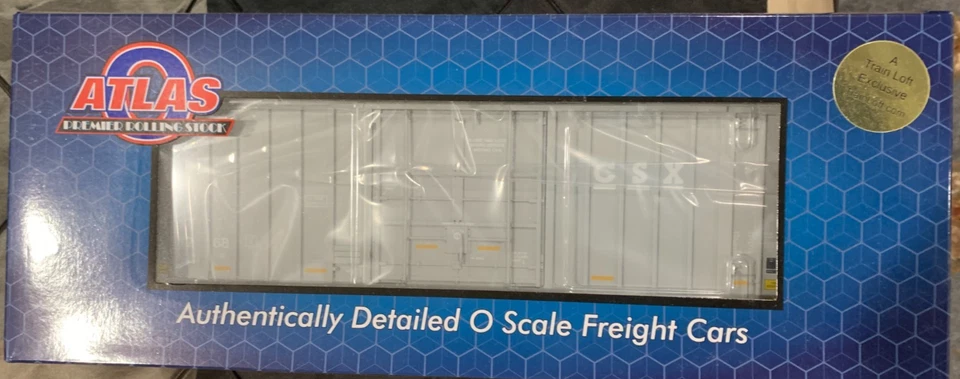 ATLAS
O
PREMIER ROLLING STOCK
A
Train Loft
Exclusive
CSX
Authentically Detailed O Scale Freight Cars